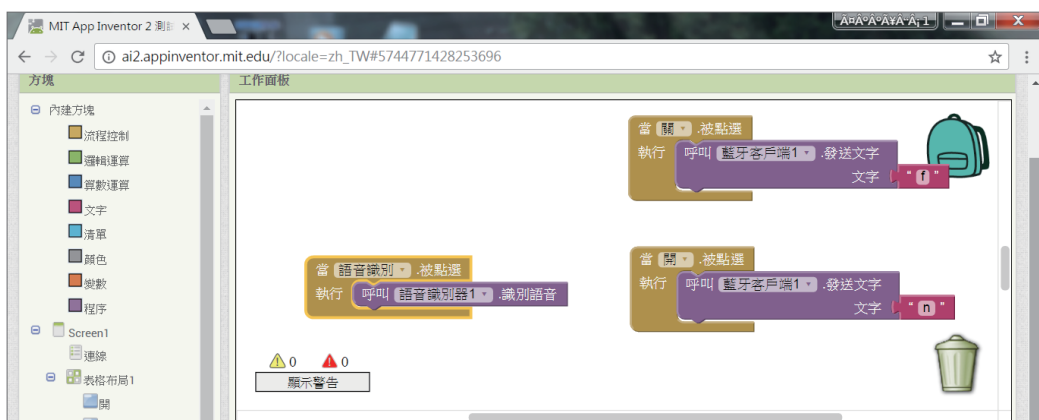 MIT App Inventor 2 測試
ai2.appinventor.mit.edu/?locale=zh_TW#5744771428253696
方塊
工作面板
內建方塊
流程控制
邏輯運算
算數運算
文字
清單
顏色
變數
程序
Screen1
連線
表格布局1
開
當 關 .被點選
執行 呼叫 藍牙客戶端1 .發送文字
文字 " f "
當 語音識別 .被點選
執行 呼叫 語音識別器1 .識別語音
當 開 .被點選
執行 呼叫 藍牙客戶端1 .發送文字
文字 " n "
0 0
顯示警告